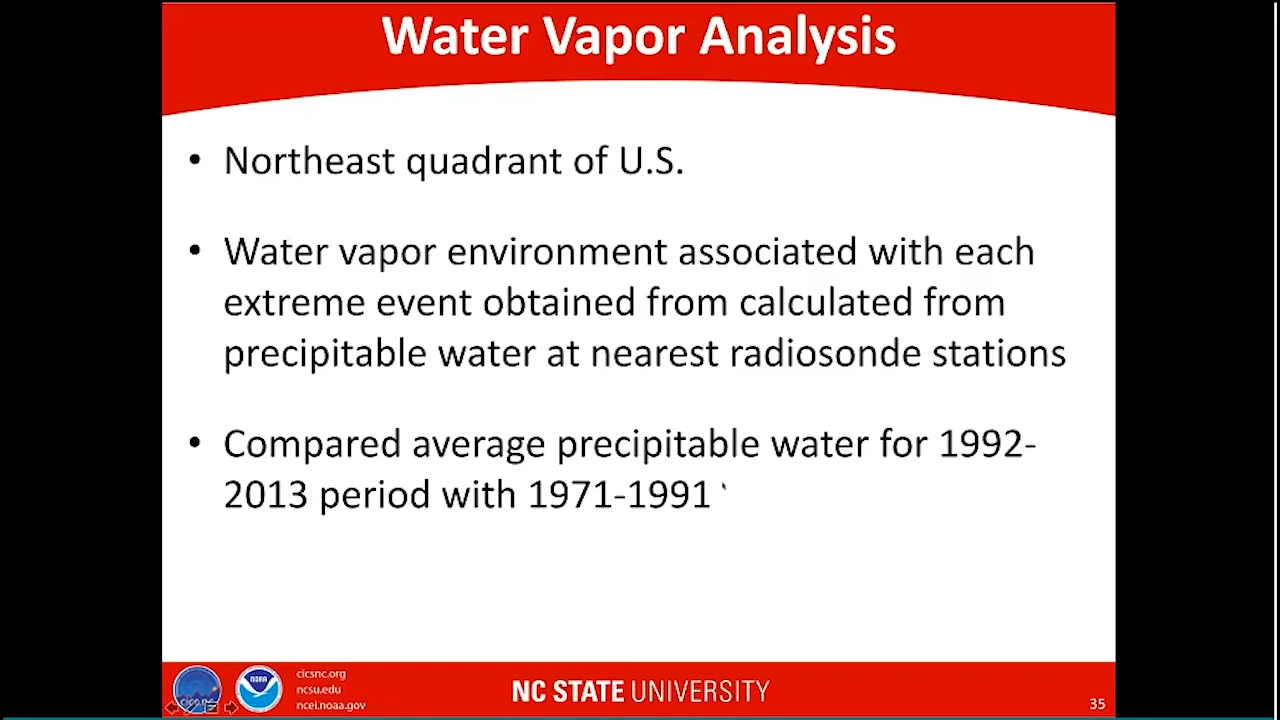 Water Vapor Analysis
• Northeast quadrant of U.S.
• Water vapor environment associated with each
extreme event obtained from calculated from
precipitable water at nearest radiosonde stations
• Compared average precipitable water for 1992-
2013 period with 1971-1991
NOAA
cicsnc.org
ncsu.edu
ncei.noaa.gov
NC STATE UNIVERSITY
35